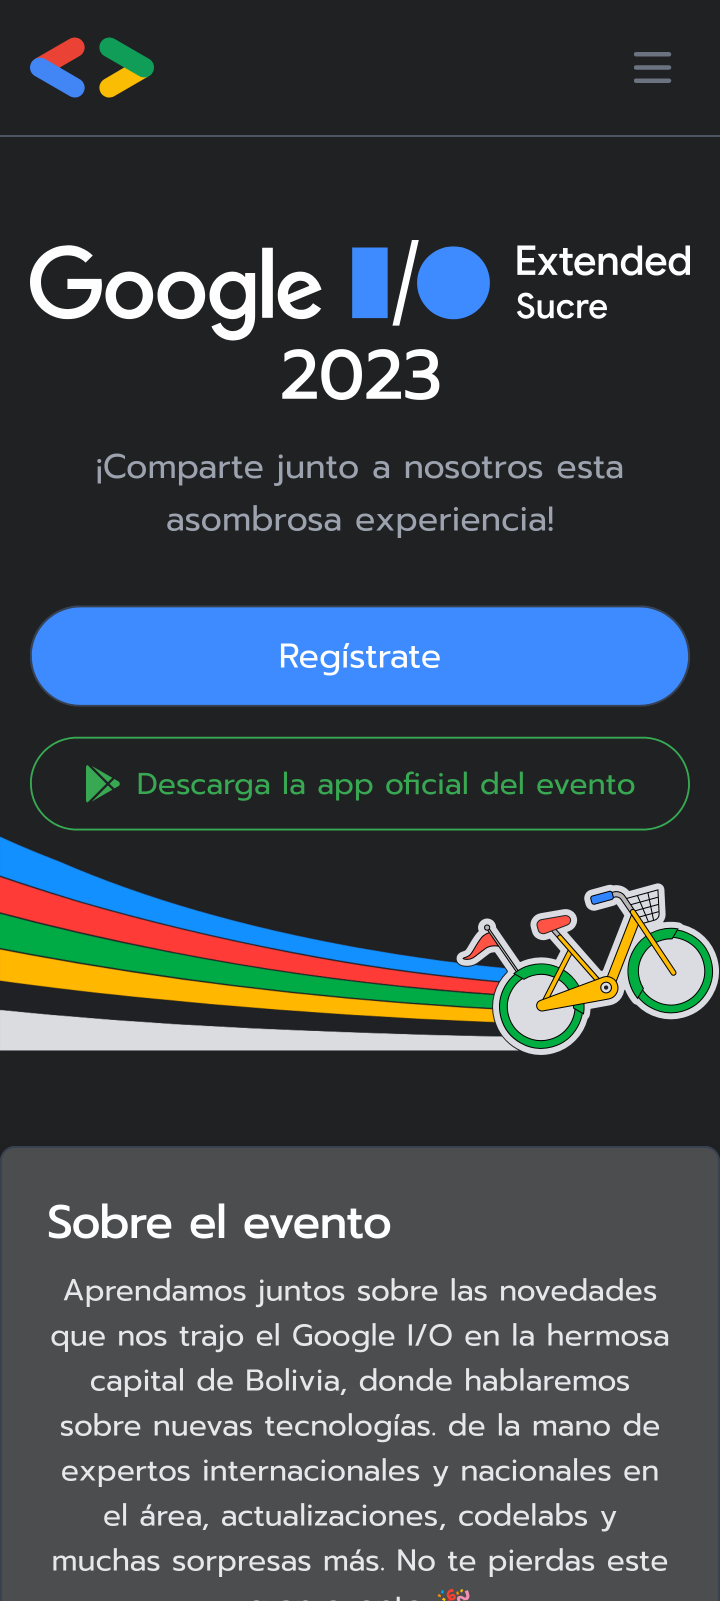 Google I/O Extended
Sucre
2023
¡Comparte junto a nosotros esta
asombrosa experiencia!
Regístrate
Descarga la app oficial del evento
Sobre el evento
Aprendamos juntos sobre las novedades
que nos trajo el Google I/O en la hermosa
capital de Bolivia, donde hablaremos
sobre nuevas tecnologías. de la mano de
expertos internacionales y nacionales en
el área, actualizaciones, codelabs y
muchas sorpresas más. No te pierdas este